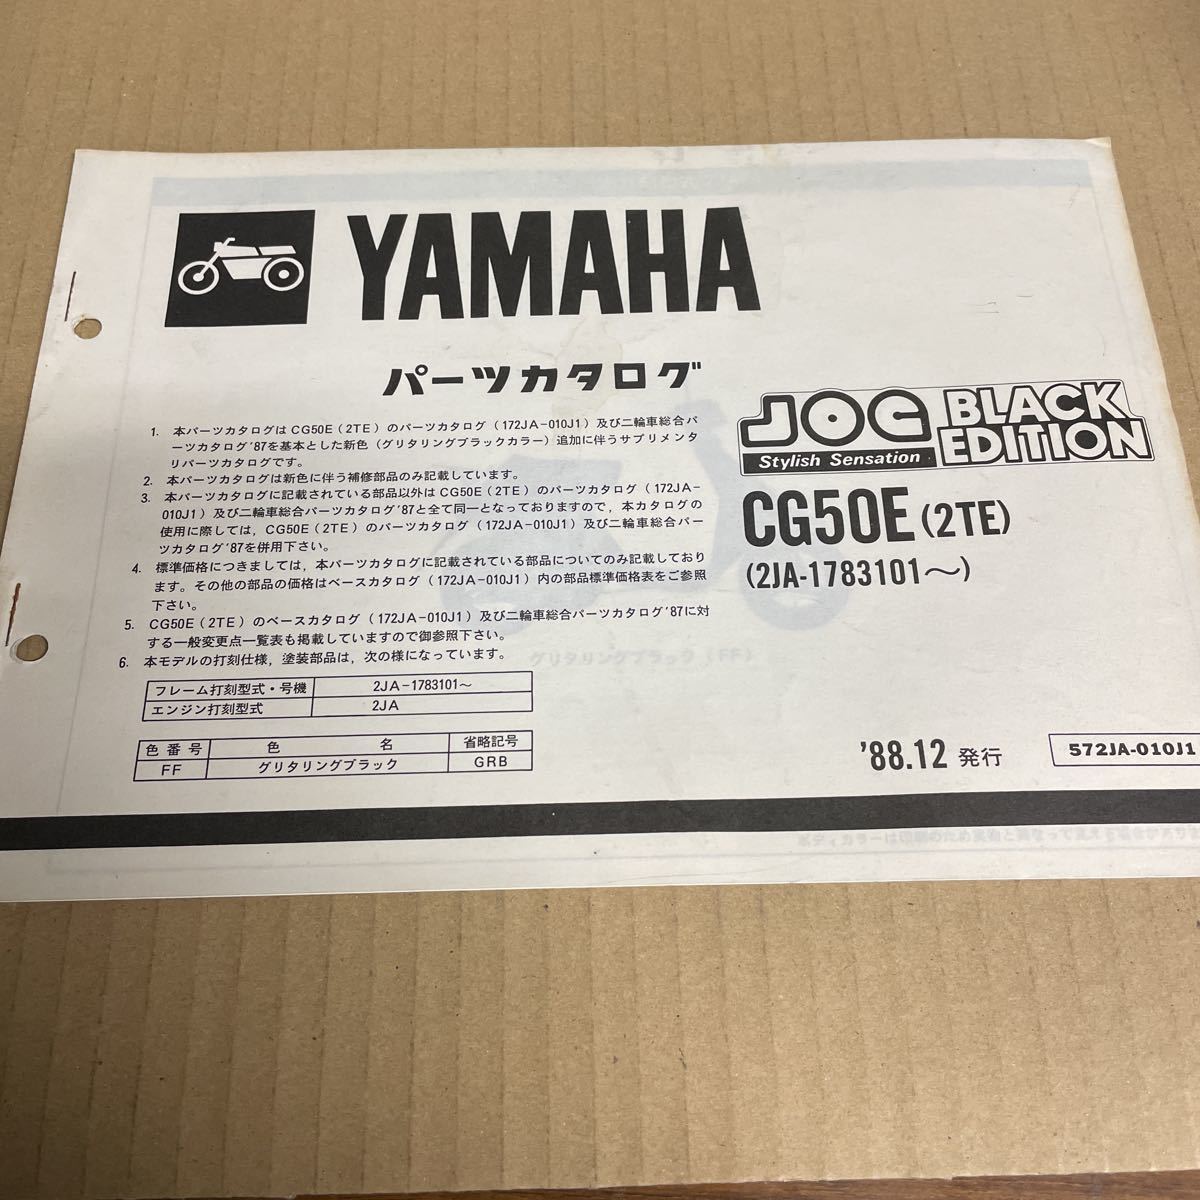 YAMAHA
パーツカタログ
1. 本パーツカタログはCG50E(2TE)のパーツカタログ(172JA-010J1)及び二輪車総合パ
ーツカタログ'87を基本とした新色(グリタリングブラックカラー)追加に伴うサプリメンタ
リパーツカタログです。
2. 本パーツカタログは新色に伴う補修部品のみ記載しています。
3. 本パーツカタログに記載されている部品以外はCG50E(2TE)のパーツカタログ(172JA-
010J1)及び二輪車総合パーツカタログ'87と全て同一となっておりますので,本カタログの
使用に際しては,CG50E(2TE)のパーツカタログ(172JA-010J1)及び二輪車総合パー
ツカタログ'87を併用下さい。
4. 標準価格につきましては,本パーツカタログに記載されている部品についてのみ記載しており
ます。その他の部品の価格はベースカタログ(172JA-010J1)内の部品標準価格表をご参照
下さい。
5. CG50E(2TE)のベースカタログ(172JA-010J1)及び二輪車総合パーツカタログ'87に対
する一般変更点一覧表も掲載していますので御参照下さい。
6. 本モデルの打刻仕様,塗装部品は,次の様になっています。
フレーム打刻型式・号機 2JA-1783101~
エンジン打刻型式 2JA
色番号 色名 省略記号
FF グリタリングブラック GRB
JOG BLACK
EDITION
Stylish Sensation
CG50E(2TE)
(2JA-1783101~)
グリタリングブラック(FF)
'88.12 発行
572JA-010J1